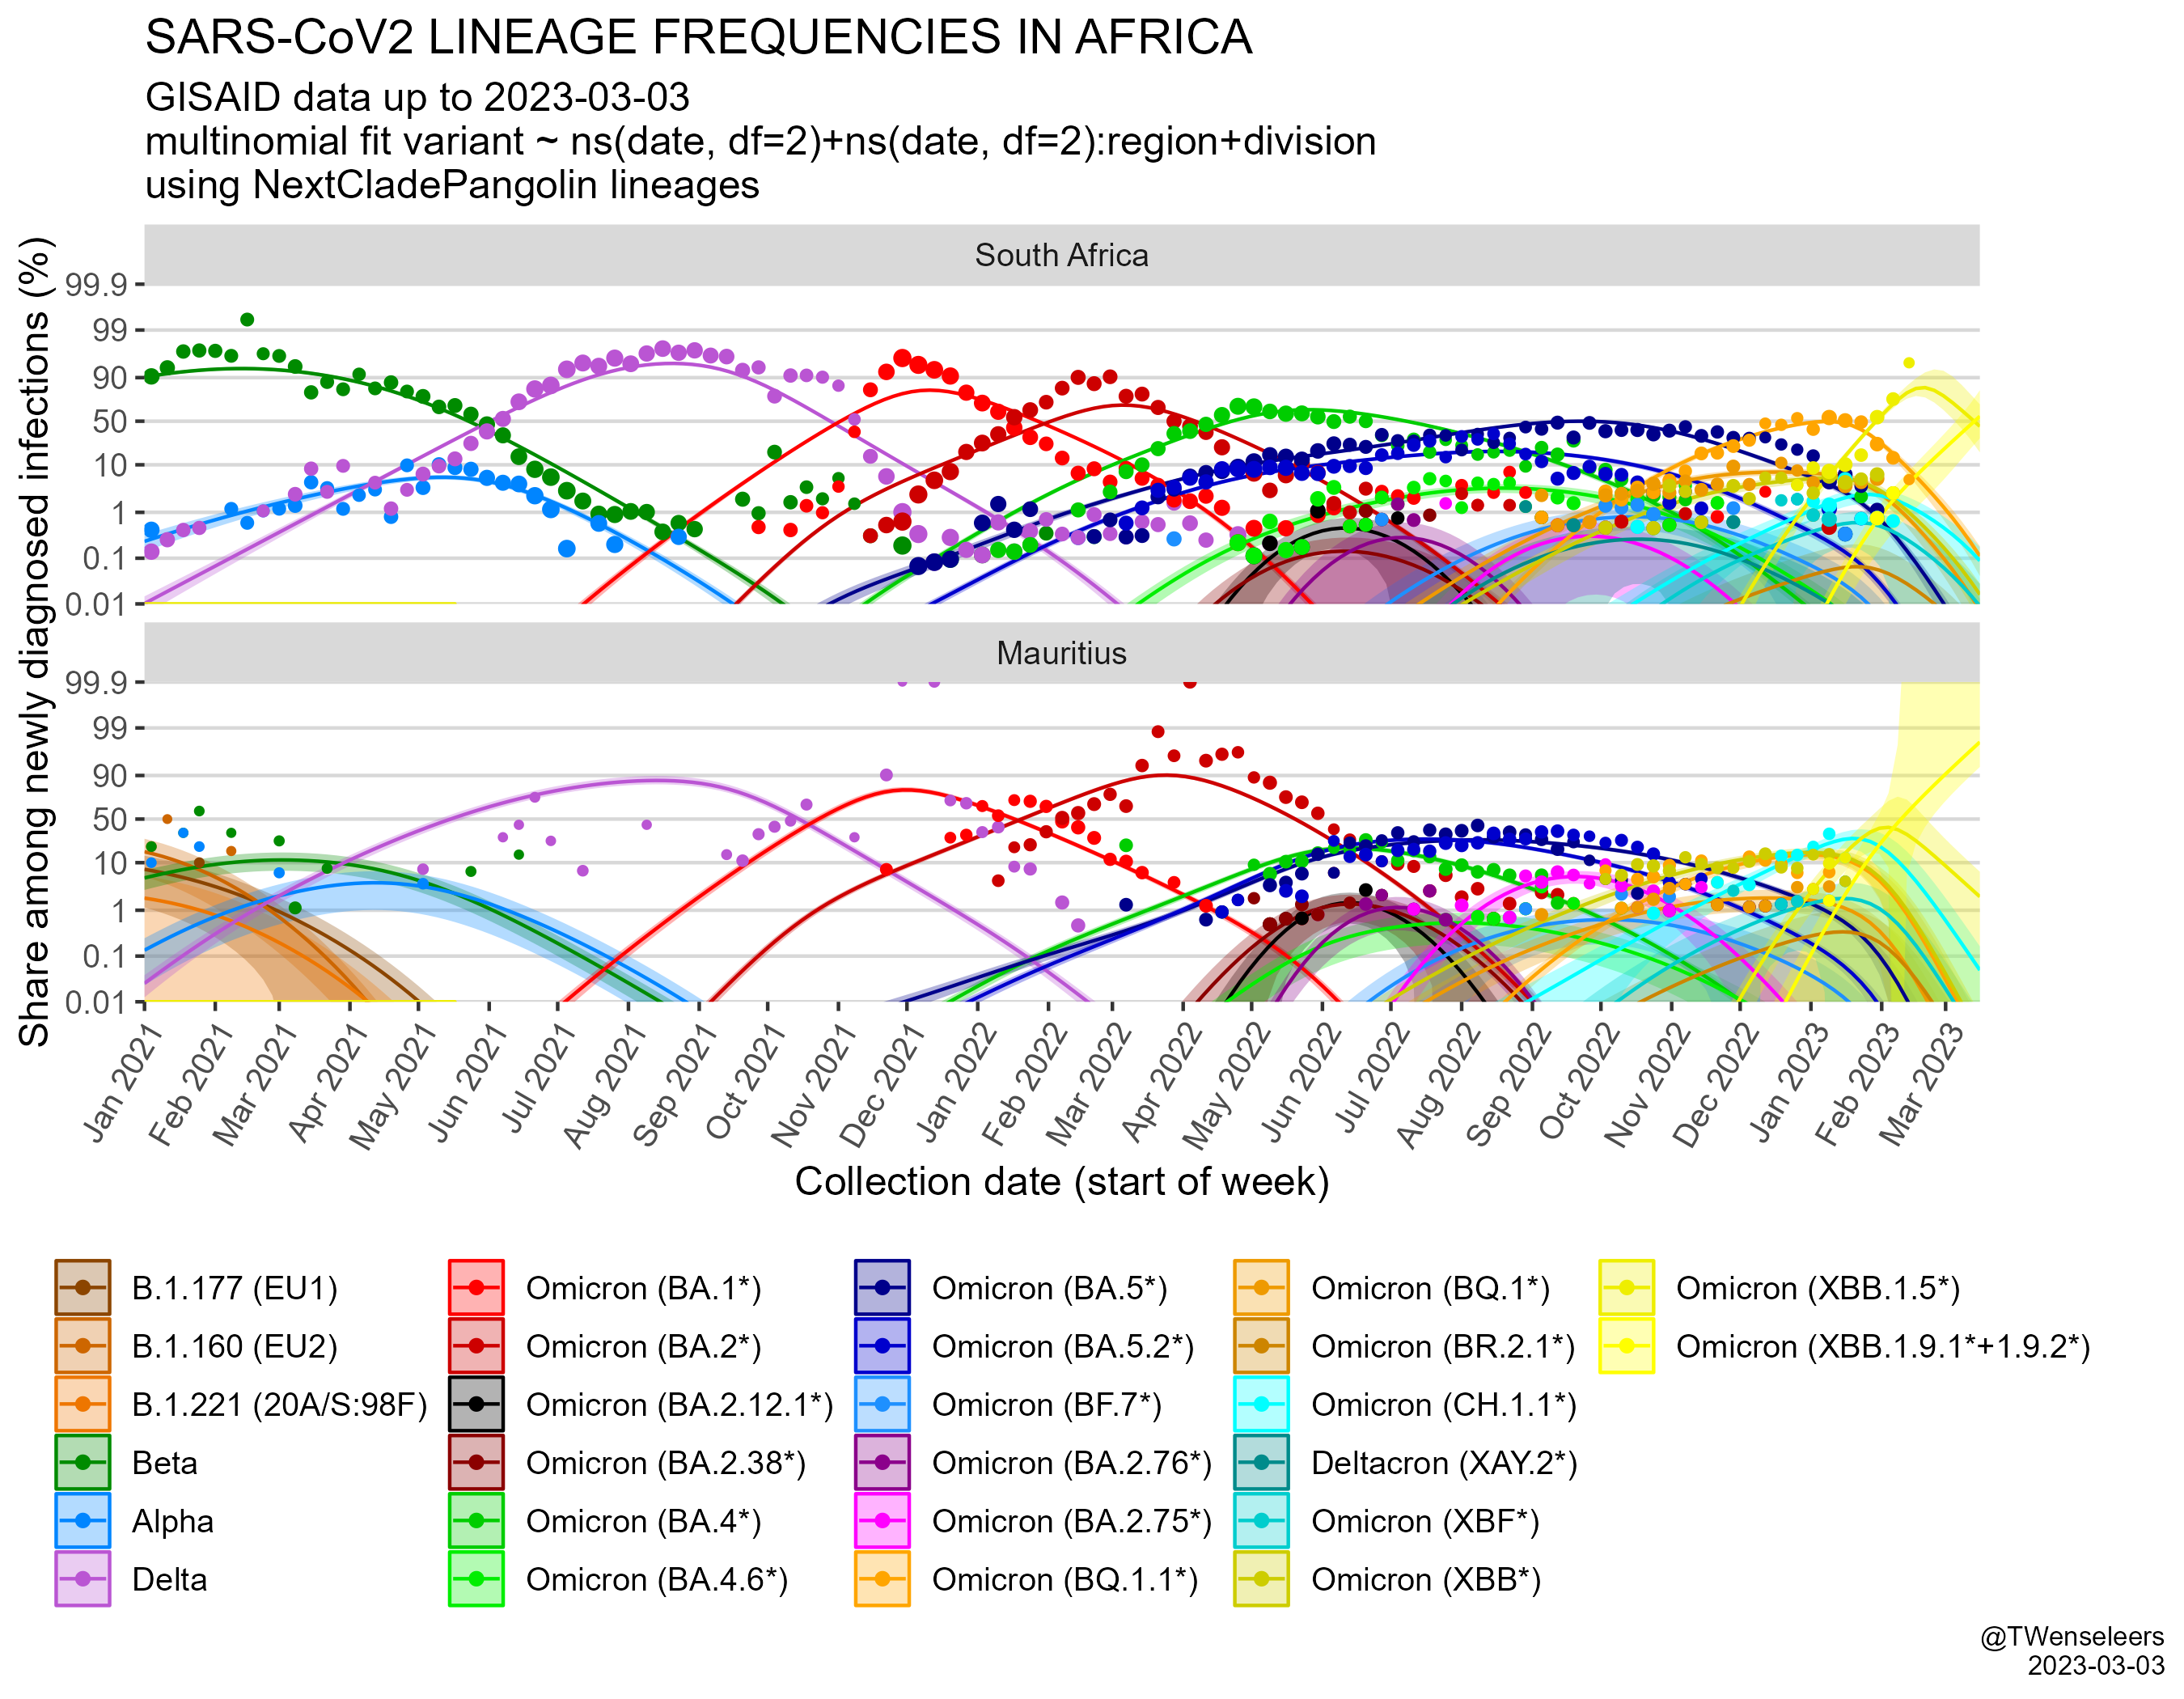 SARS-CoV2 LINEAGE FREQUENCIES IN AFRICA
GISAID data up to 2023-03-03
multinomial fit variant ~ ns(date, df=2)+ns(date, df=2):region+division
using NextCladePangolin lineages
Share among newly diagnosed infections (%)
South Africa
99.9
99
90
50
10
1
0.1
0.01
Mauritius
99.9
99
90
50
10
1
0.1
0.01
Jan 2021
Feb 2021
Mar 2021
Apr 2021
May 2021
Jun 2021
Jul 2021
Aug 2021
Sep 2021
Oct 2021
Nov 2021
Dec 2021
Jan 2022
Feb 2022
Mar 2022
Apr 2022
May 2022
Jun 2022
Jul 2022
Aug 2022
Sep 2022
Oct 2022
Nov 2022
Dec 2022
Jan 2023
Feb 2023
Mar 2023
Collection date (start of week)
B.1.177 (EU1)
B.1.160 (EU2)
B.1.221 (20A/S:98F)
Beta
Alpha
Delta
Omicron (BA.1*)
Omicron (BA.2*)
Omicron (BA.2.12.1*)
Omicron (BA.2.38*)
Omicron (BA.4*)
Omicron (BA.4.6*)
Omicron (BA.5*)
Omicron (BA.5.2*)
Omicron (BF.7*)
Omicron (BA.2.76*)
Omicron (BA.2.75*)
Omicron (BQ.1.1*)
Omicron (BQ.1*)
Omicron (BR.2.1*)
Omicron (CH.1.1*)
Deltacron (XAY.2*)
Omicron (XBF*)
Omicron (XBB*)
Omicron (XBB.1.5*)
Omicron (XBB.1.9.1*+1.9.2*)
@TWenseleers
2023-03-03